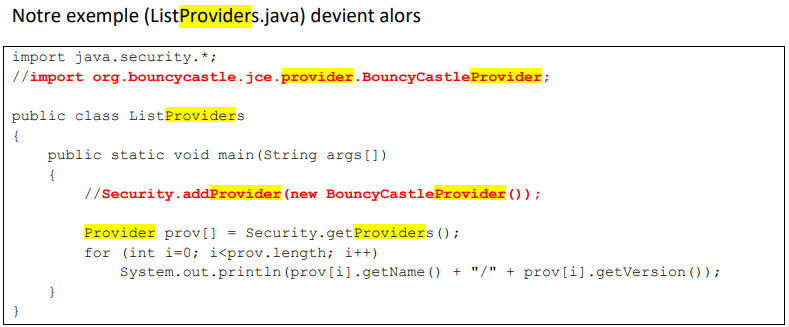 Notre exemple (ListProviders.java) devient alors
import java.security.*;
//import org.bouncycastle.jce.provider.BouncyCastleProvider;
public class ListProviders
{
public static void main(String args[])
{
//Security.addProvider(new BouncyCastleProvider());
Provider prov[] = Security.getProviders();
for (int i=0; i<prov.length; i++)
System.out.println(prov[i].getName() + "/" + prov[i].getVersion());
}
}